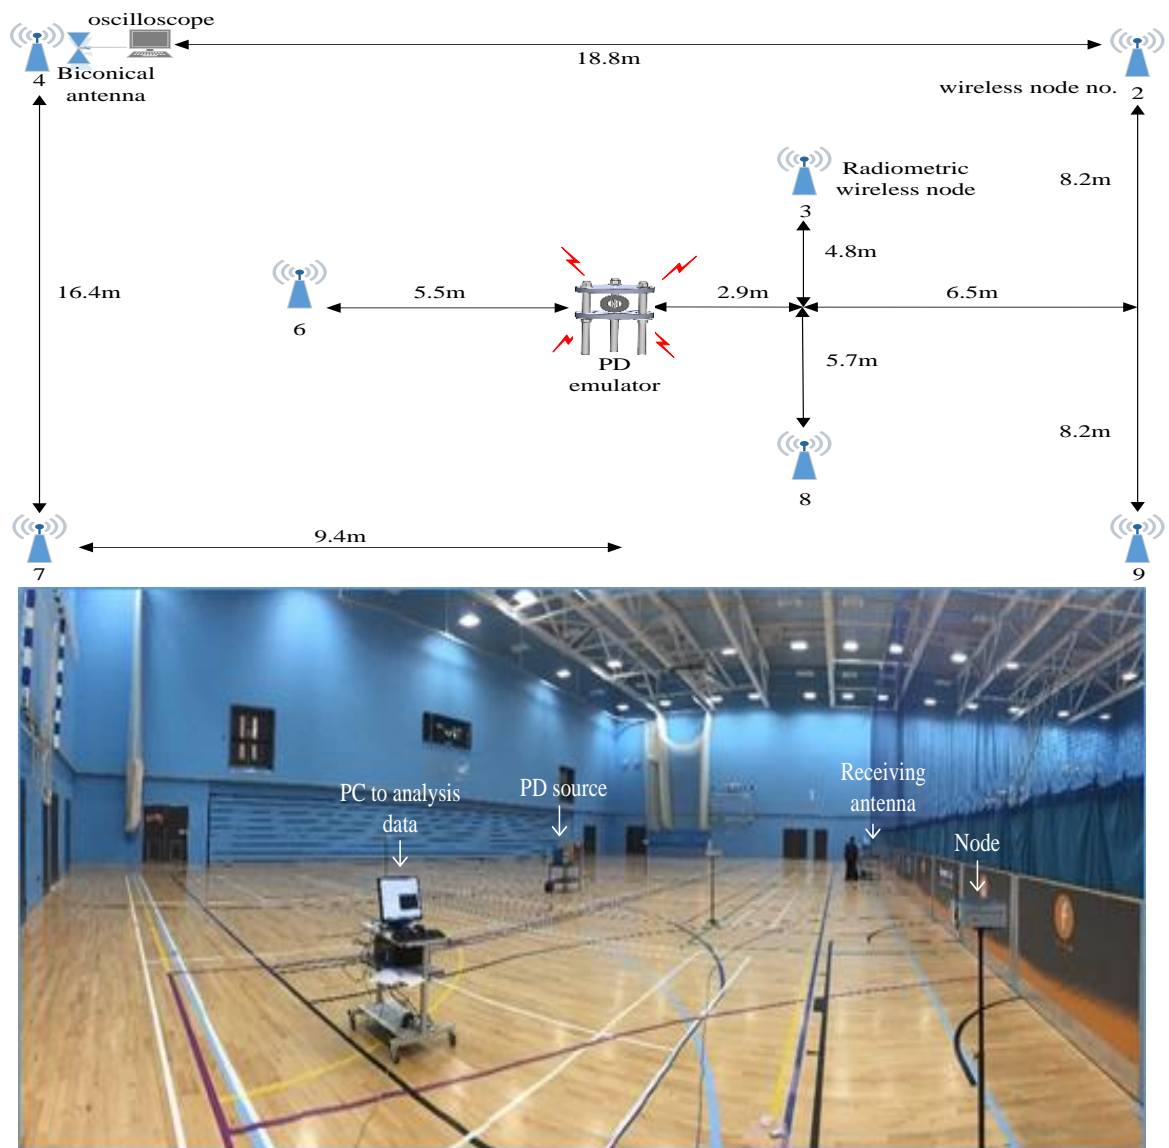 oscilloscope
4
Biconical
antenna
18.8m
wireless node no.
2
Radiometric
wireless node
3
8.2m
4.8m
16.4m
5.5m
2.9m
6.5m
6
PD
emulator
5.7m
8.2m
8
9.4m
7
9
PC to analysis
data
PD source
Receiving
antenna
Node